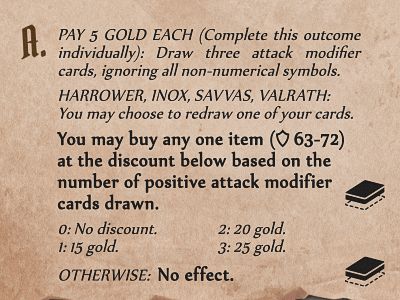 A. PAY 5 GOLD EACH (Complete this outcome
individually): Draw three attack modifier
cards, ignoring all non-numerical symbols.
HARROWER, INOX, SAVVAS, VALRATH:
You may choose to redraw one of your cards.
You may buy any one item (63-72)
at the discount below based on the
number of positive attack modifier
cards drawn.
0: No discount. 2: 20 gold.
1: 15 gold. 3: 25 gold.
OTHERWISE: No effect.